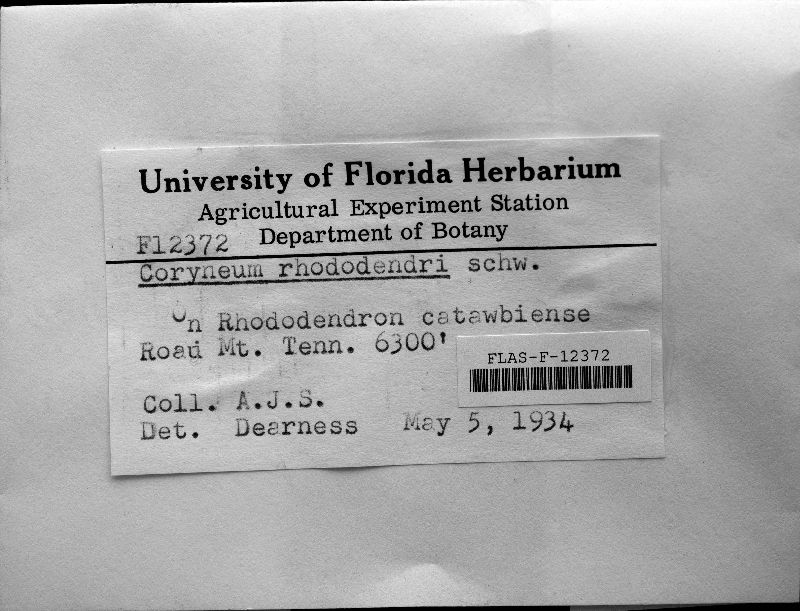 University of Florida Herbarium
Agricultural Experiment Station
F12372 Department of Botany
Coryneum rhododendri schw.
On Rhododendron catawbiense
Road Mt. Tenn. 6300'
FLAS-F-12372
Coll. A.J.S.
Det. Dearness May 5, 1934